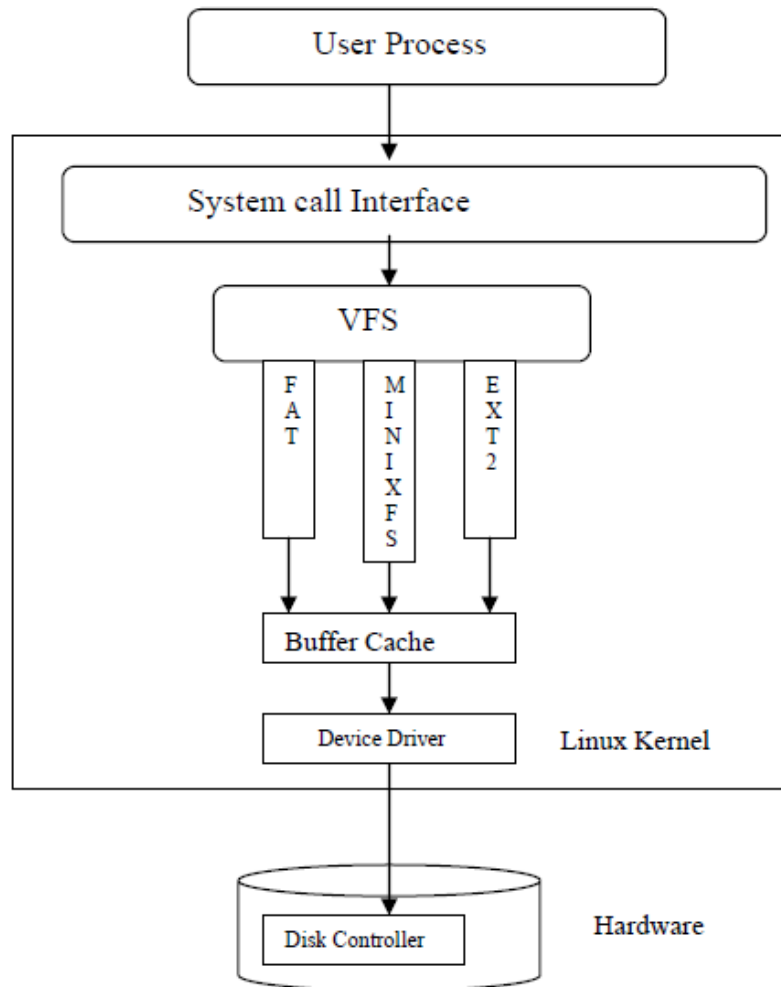 User Process
System call Interface
VFS
FAT
MINIXFS
EXT2
Buffer Cache
Device Driver
Linux Kernel
Disk Controller
Hardware